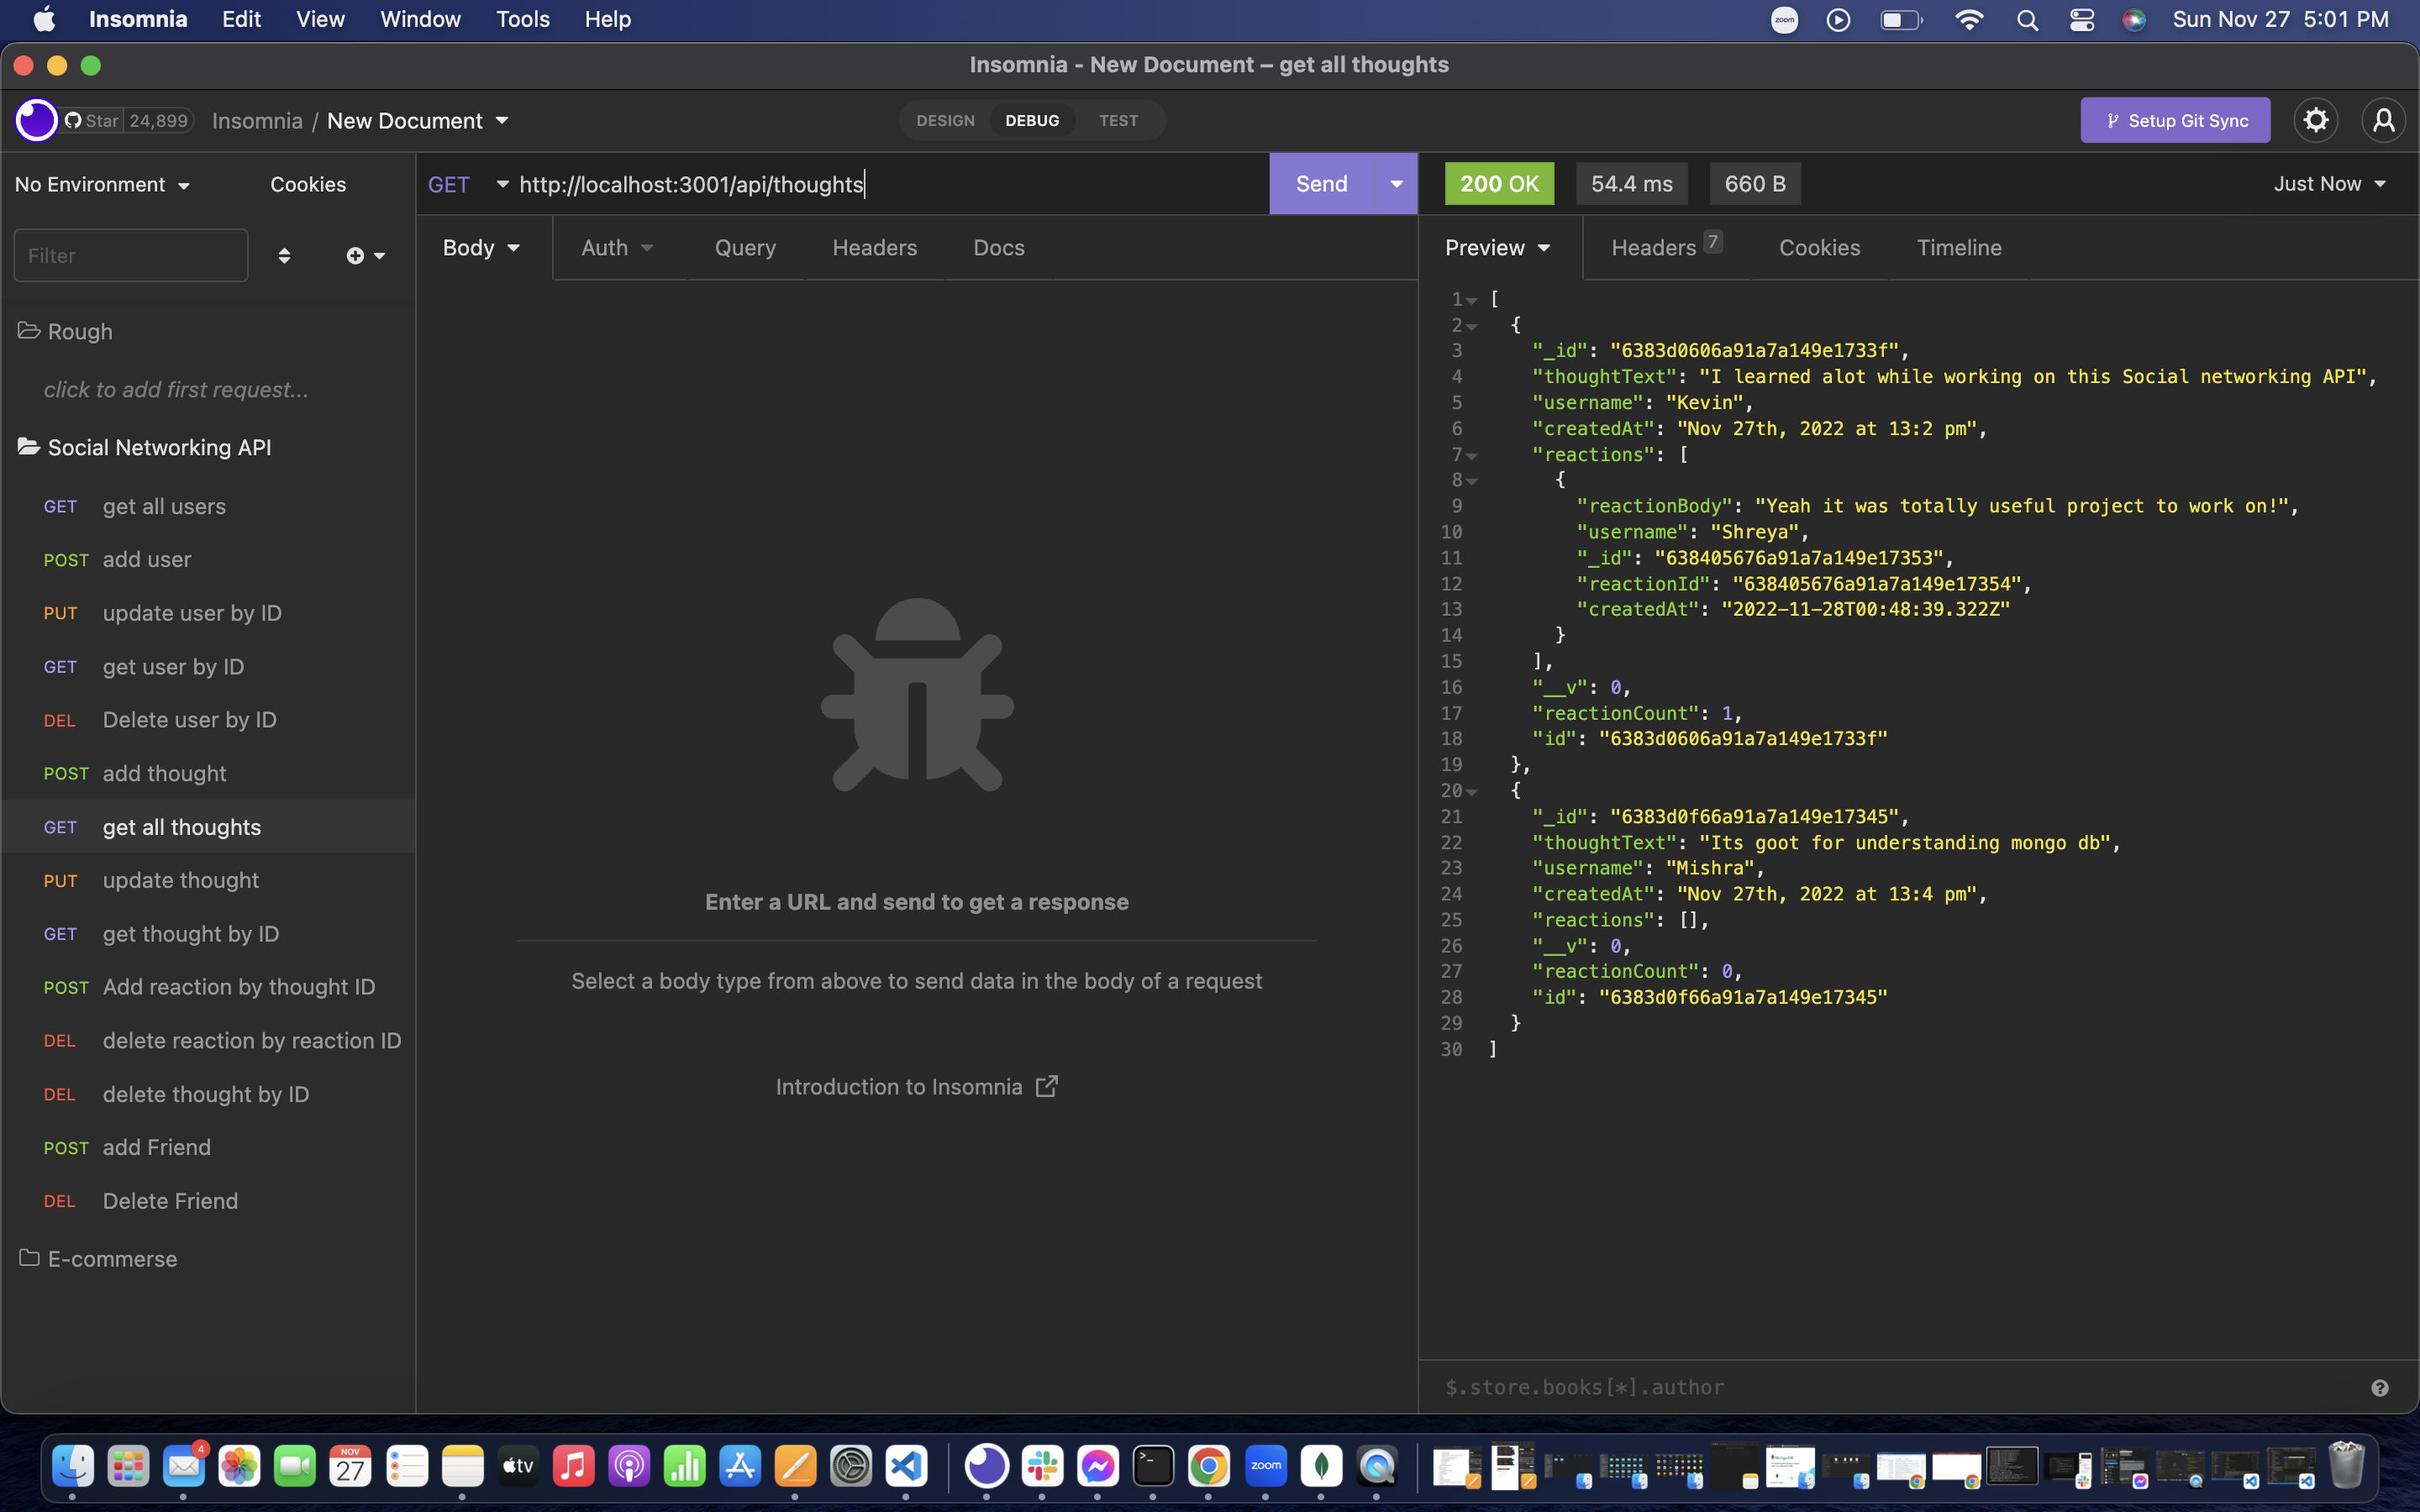 Insomnia Edit View Window Tools Help
zoom
Sun Nov 27 5:01 PM
Insomnia - New Document – get all thoughts
Star 24,899
Insomnia / New Document
DESIGN DEBUG TEST
Setup Git Sync
No Environment
Cookies
GET http://localhost:3001/api/thoughts
Send
200 OK
54.4 ms
660 B
Just Now
Filter
Body Auth Query Headers Docs
Preview Headers 7 Cookies Timeline
Rough
click to add first request...
Social Networking API
GET get all users
POST add user
PUT update user by ID
GET get user by ID
DEL Delete user by ID
POST add thought
GET get all thoughts
PUT update thought
GET get thought by ID
POST Add reaction by thought ID
DEL delete reaction by reaction ID
DEL delete thought by ID
POST add Friend
DEL Delete Friend
E-commerse
Enter a URL and send to get a response
Select a body type from above to send data in the body of a request
Introduction to Insomnia
1 [
2 {
3 "_id": "6383d0606a91a7a149e1733f",
4 "thoughtText": "I learned alot while working on this Social networking API",
5 "username": "Kevin",
6 "createdAt": "Nov 27th, 2022 at 13:2 pm",
7 "reactions": [
8 {
9 "reactionBody": "Yeah it was totally useful project to work on!",
10 "username": "Shreya",
11 "_id": "638405676a91a7a149e17353",
12 "reactionId": "638405676a91a7a149e17354",
13 "createdAt": "2022-11-28T00:48:39.322Z"
14 }
15 ],
16 "__v": 0,
17 "reactionCount": 1,
18 "id": "6383d0606a91a7a149e1733f"
19 },
20 {
21 "_id": "6383d0f66a91a7a149e17345",
22 "thoughtText": "Its goot for understanding mongo db",
23 "username": "Mishra",
24 "createdAt": "Nov 27th, 2022 at 13:4 pm",
25 "reactions": [],
26 "__v": 0,
27 "reactionCount": 0,
28 "id": "6383d0f66a91a7a149e17345"
29 }
30 ]
$.store.books[*].author
4
NOV
27
tv
zoom